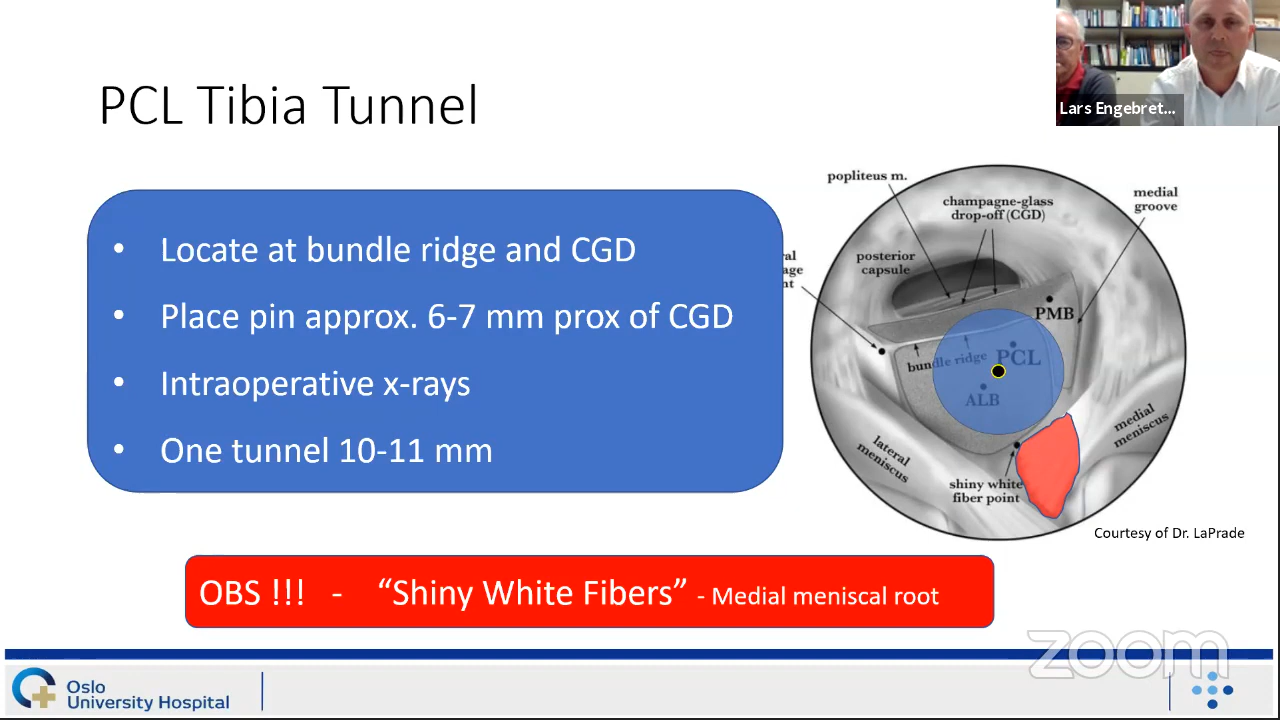 Lars Engebret...
PCL Tibia Tunnel
• Locate at bundle ridge and CGD
• Place pin approx. 6-7 mm prox of CGD
• Intraoperative x-rays
• One tunnel 10-11 mm
popliteus m.
champagne-glass
drop-off (CGD)
medial
groove
posterior
capsule
al
age
nt
PMB
bundle ridge
PCL
ALB
lateral
meniscus
medial
meniscus
shiny white
fiber point
Courtesy of Dr. LaPrade
OBS !!! - “Shiny White Fibers” - Medial meniscal root
zoom
Oslo
University Hospital